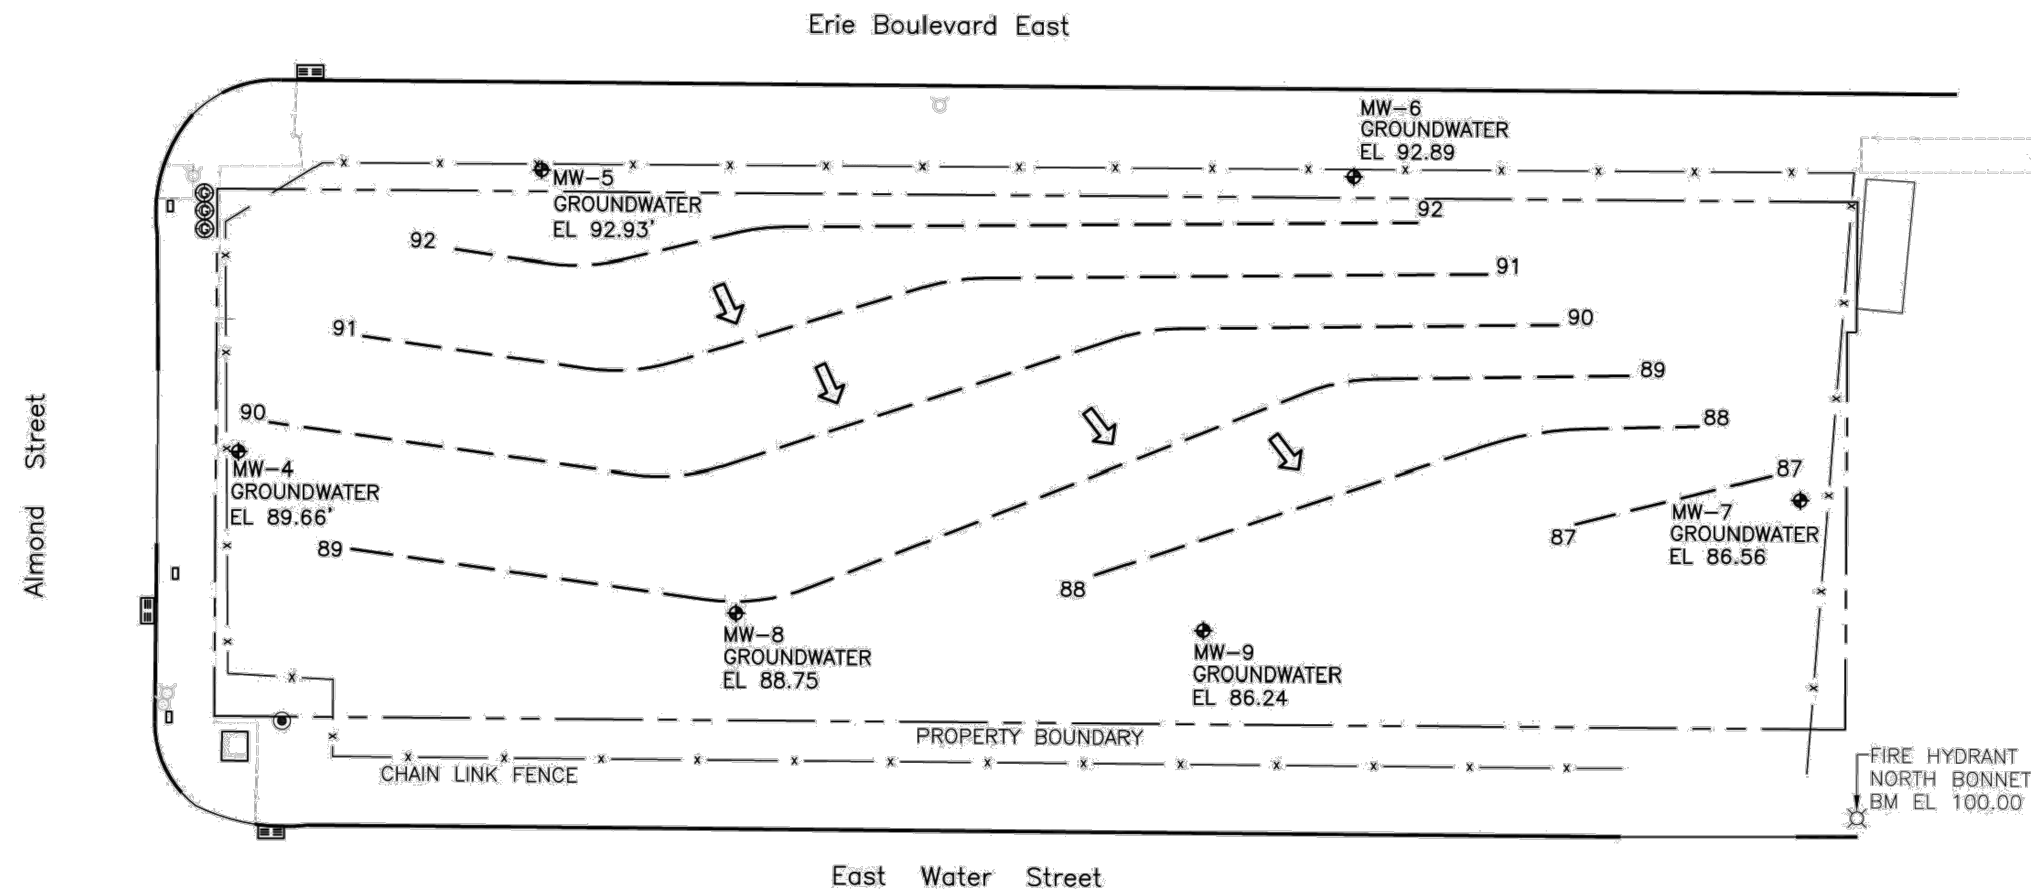 Erie Boulevard East
MW-6
GROUNDWATER
EL 92.89
MW-5
GROUNDWATER
EL 92.93'
G
G
G
92
92
91
91
90
90
89
89
88
88
87
87
Almond Street
MW-4
GROUNDWATER
EL 89.66'
MW-7
GROUNDWATER
EL 86.56
MW-8
GROUNDWATER
EL 88.75
MW-9
GROUNDWATER
EL 86.24
PROPERTY BOUNDARY
CHAIN LINK FENCE
FIRE HYDRANT
NORTH BONNET
BM EL 100.00
East Water Street